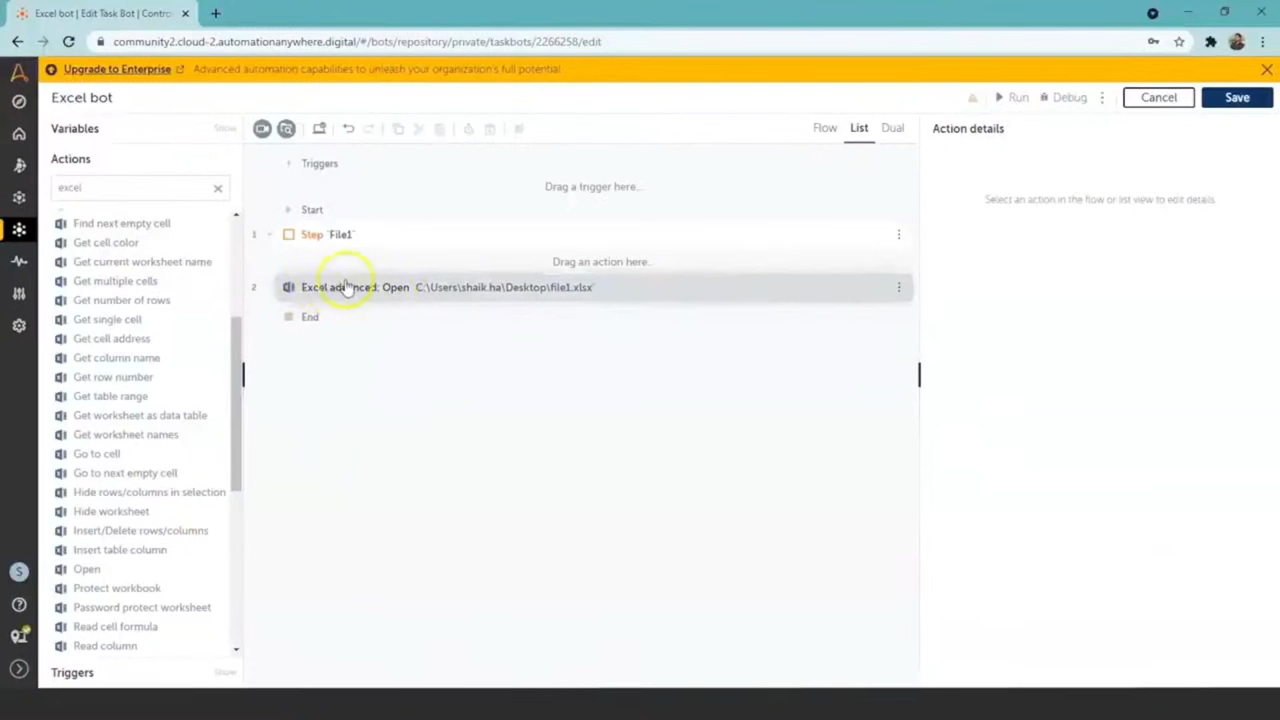 Excel bot | Edit Task Bot | Contro
community2.cloud-2.automationanywhere.digital/#/bots/repository/private/taskbots/2266258/edit
Upgrade to Enterprise Advanced automation capabilities to unleash your organization's full potential
Excel bot
Run
Debug
Cancel
Save
Variables
Show
Flow
List
Dual
Action details
Actions
excel
Triggers
Drag a trigger here...
Select an action in the flow or list view to edit details.
Start
1 Step "File1"
Drag an action here...
2 Excel advanced: Open "C:\Users\shaik.ha\Desktop\file1.xlsx"
End
Find next empty cell
Get cell color
Get current worksheet name
Get multiple cells
Get number of rows
Get single cell
Get cell address
Get column name
Get row number
Get table range
Get worksheet as data table
Get worksheet names
Go to cell
Go to next empty cell
Hide rows/columns in selection
Hide worksheet
Insert/Delete rows/columns
Insert table column
Open
Protect workbook
Password protect worksheet
Read cell formula
Read column
Triggers
Show
S